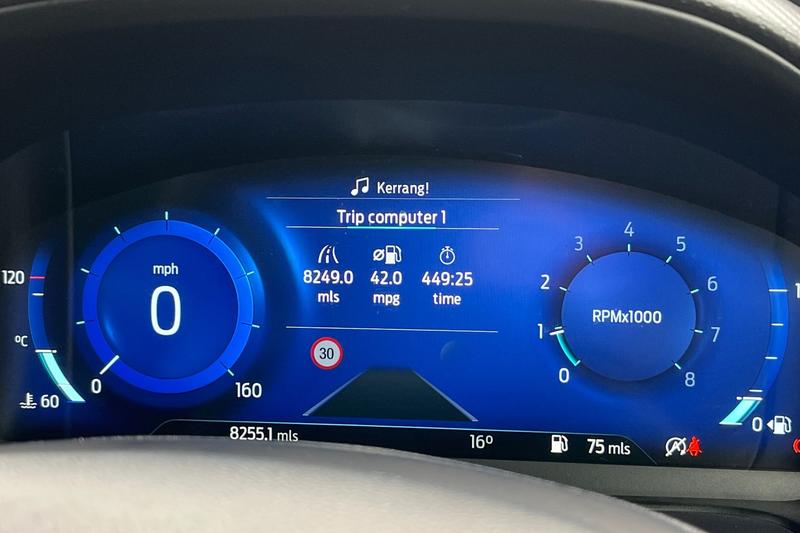 Kerrang!
Trip computer 1
8249.0 42.0 449:25
mls mpg time
mph
0
0 160
120
°C
60
30
RPMx1000
0 1 2 3 4 5 6 7 8
1
0
8255.1 mls 16° 75 mls